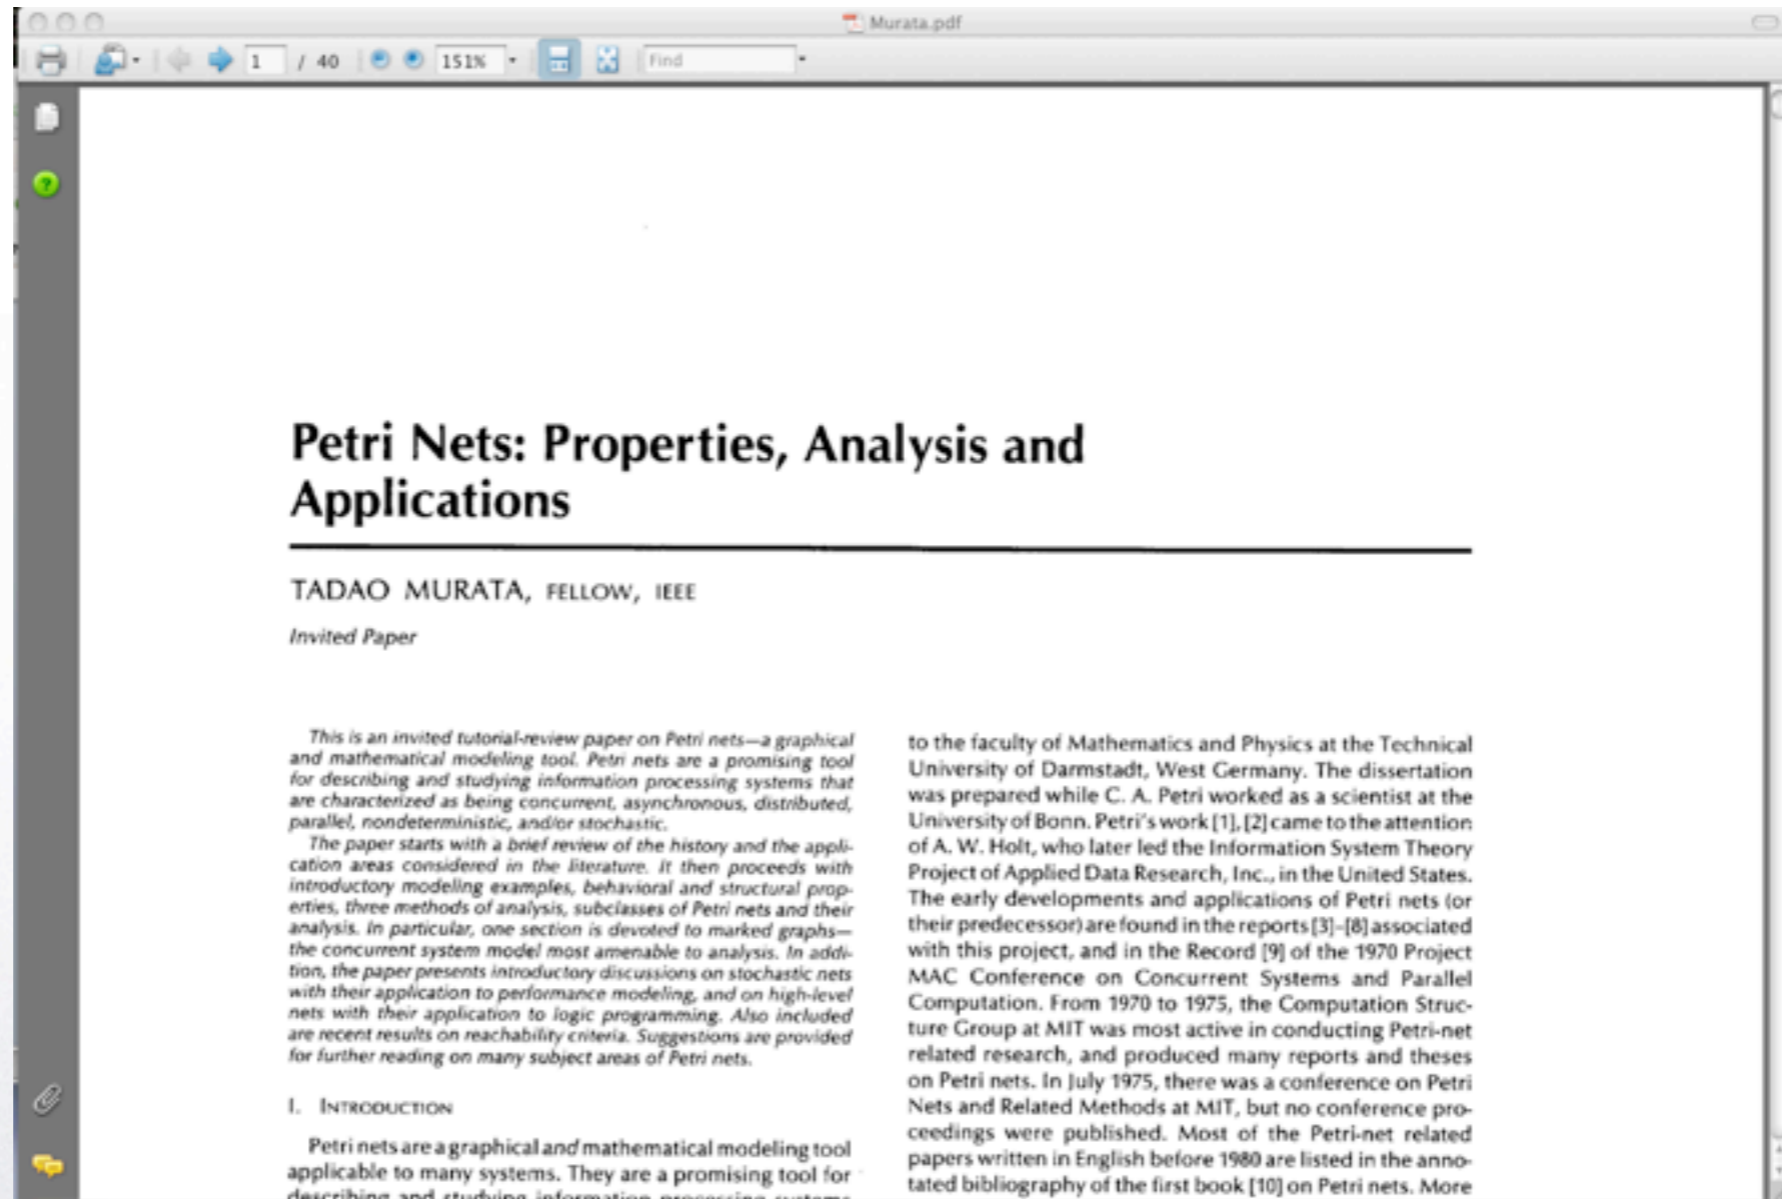 Murata.pdf
1 / 40 151% Find
Petri Nets: Properties, Analysis and
Applications
TADAO MURATA, FELLOW, IEEE
Invited Paper
This is an invited tutorial-review paper on Petri nets—a graphical
and mathematical modeling tool. Petri nets are a promising tool
for describing and studying information processing systems that
are characterized as being concurrent, asynchronous, distributed,
parallel, nondeterministic, and/or stochastic.
The paper starts with a brief review of the history and the appli-
cation areas considered in the literature. It then proceeds with
introductory modeling examples, behavioral and structural prop-
erties, three methods of analysis, subclasses of Petri nets and their
analysis. In particular, one section is devoted to marked graphs—
the concurrent system model most amenable to analysis. In addi-
tion, the paper presents introductory discussions on stochastic nets
with their application to performance modeling, and on high-level
nets with their application to logic programming. Also included
are recent results on reachability criteria. Suggestions are provided
for further reading on many subject areas of Petri nets.
I. INTRODUCTION
Petri nets are a graphical and mathematical modeling tool
applicable to many systems. They are a promising tool for
describing and studying information processing systems
to the faculty of Mathematics and Physics at the Technical
University of Darmstadt, West Germany. The dissertation
was prepared while C. A. Petri worked as a scientist at the
University of Bonn. Petri's work [1], [2] came to the attention
of A. W. Holt, who later led the Information System Theory
Project of Applied Data Research, Inc., in the United States.
The early developments and applications of Petri nets (or
their predecessor) are found in the reports [3]-[8] associated
with this project, and in the Record [9] of the 1970 Project
MAC Conference on Concurrent Systems and Parallel
Computation. From 1970 to 1975, the Computation Struc-
ture Group at MIT was most active in conducting Petri-net
related research, and produced many reports and theses
on Petri nets. In July 1975, there was a conference on Petri
Nets and Related Methods at MIT, but no conference pro-
ceedings were published. Most of the Petri-net related
papers written in English before 1980 are listed in the anno-
tated bibliography of the first book [10] on Petri nets. More